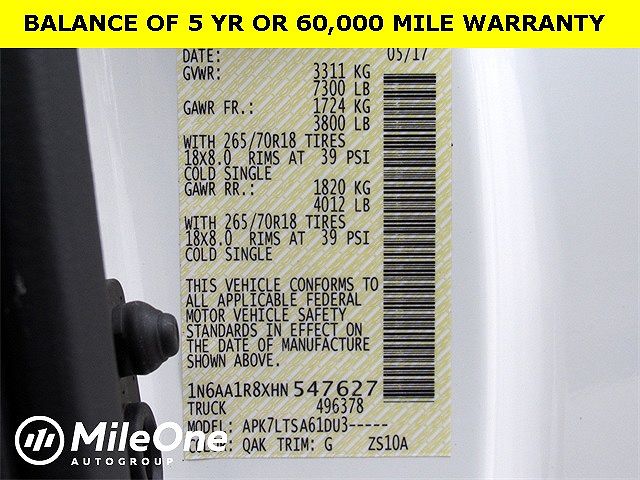 BALANCE OF 5 YR OR 60,000 MILE WARRANTY
DATE: 05/17
GVWR: 3311 KG
7300 LB
GAWR FR.: 1724 KG
3800 LB
WITH 265/70R18 TIRES
18X8.0 RIMS AT 39 PSI
COLD SINGLE
GAWR RR.: 1820 KG
4012 LB
WITH 265/70R18 TIRES
18X8.0 RIMS AT 39 PSI
COLD SINGLE
THIS VEHICLE CONFORMS TO
ALL APPLICABLE FEDERAL
MOTOR VEHICLE SAFETY
STANDARDS IN EFFECT ON
THE DATE OF MANUFACTURE
SHOWN ABOVE.
1N6AA1R8XHN 547627
TRUCK 496378
MODEL: APK7LTSA61DU3-----
QAK TRIM: G ZS10A
MileOne
AUTOGROUP